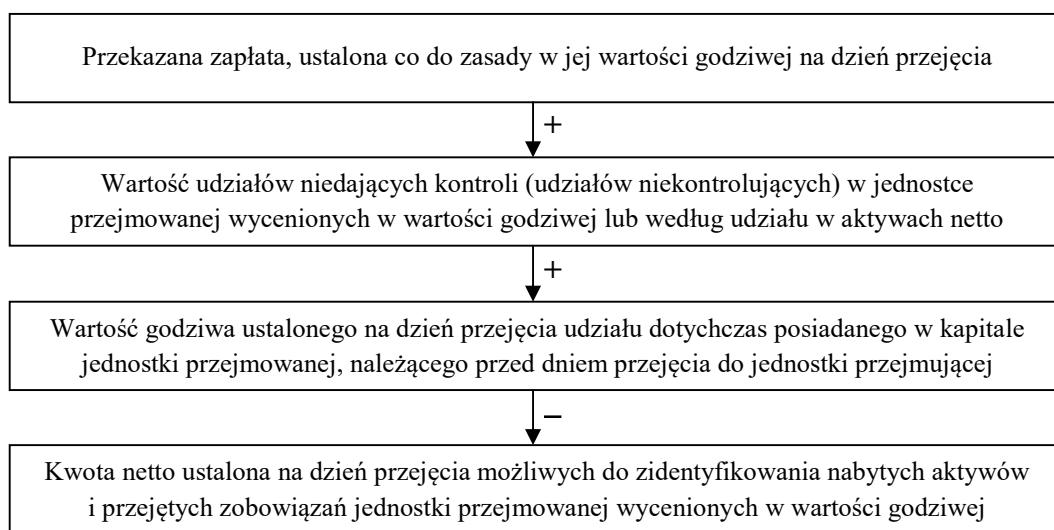 Przekazana zapłata, ustalona co do zasady w jej wartości godziwej na dzień przejęcia
+
Wartość udziałów niedających kontroli (udziałów niekontrolujących) w jednostce
przejmowanej wycenionych w wartości godziwej lub według udziału w aktywach netto
+
Wartość godziwa ustalonego na dzień przejęcia udziału dotychczas posiadanego w kapitale
jednostki przejmowanej, należącego przed dniem przejęcia do jednostki przejmującej
–
Kwota netto ustalona na dzień przejęcia możliwych do zidentyfikowania nabytych aktywów
i przejętych zobowiązań jednostki przejmowanej wycenionych w wartości godziwej